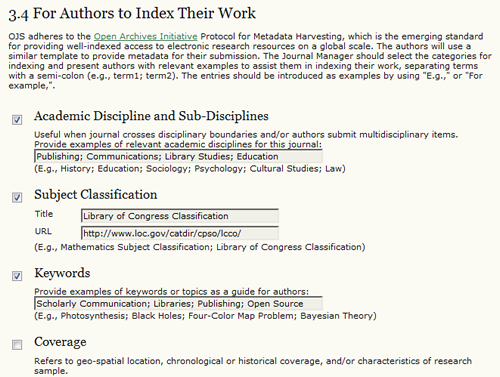 3.4 For Authors to Index Their Work
OJS adheres to the Open Archives Initiative Protocol for Metadata Harvesting, which is the emerging standard
for providing well-indexed access to electronic research resources on a global scale. The authors will use a
similar template to provide metadata for their submission. The Journal Manager should select the categories for
indexing and present authors with relevant examples to assist them in indexing their work, separating terms
with a semi-colon (e.g., term1; term2). The entries should be introduced as examples by using "E.g.," or "For
example,".
Academic Discipline and Sub-Disciplines
Useful when journal crosses disciplinary boundaries and/or authors submit multidisciplinary items.
Provide examples of relevant academic disciplines for this journal:
Publishing; Communications; Library Studies; Education
(E.g., History; Education; Sociology; Psychology; Cultural Studies; Law)
Subject Classification
Title Library of Congress Classification
URL http://www.loc.gov/catdir/cpso/lcco/
(E.g., Mathematics Subject Classification; Library of Congress Classification)
Keywords
Provide examples of keywords or topics as a guide for authors:
Scholarly Communication; Libraries; Publishing; Open Source
(E.g., Photosynthesis; Black Holes; Four-Color Map Problem; Bayesian Theory)
Coverage
Refers to geo-spatial location, chronological or historical coverage, and/or characteristics of research
sample.